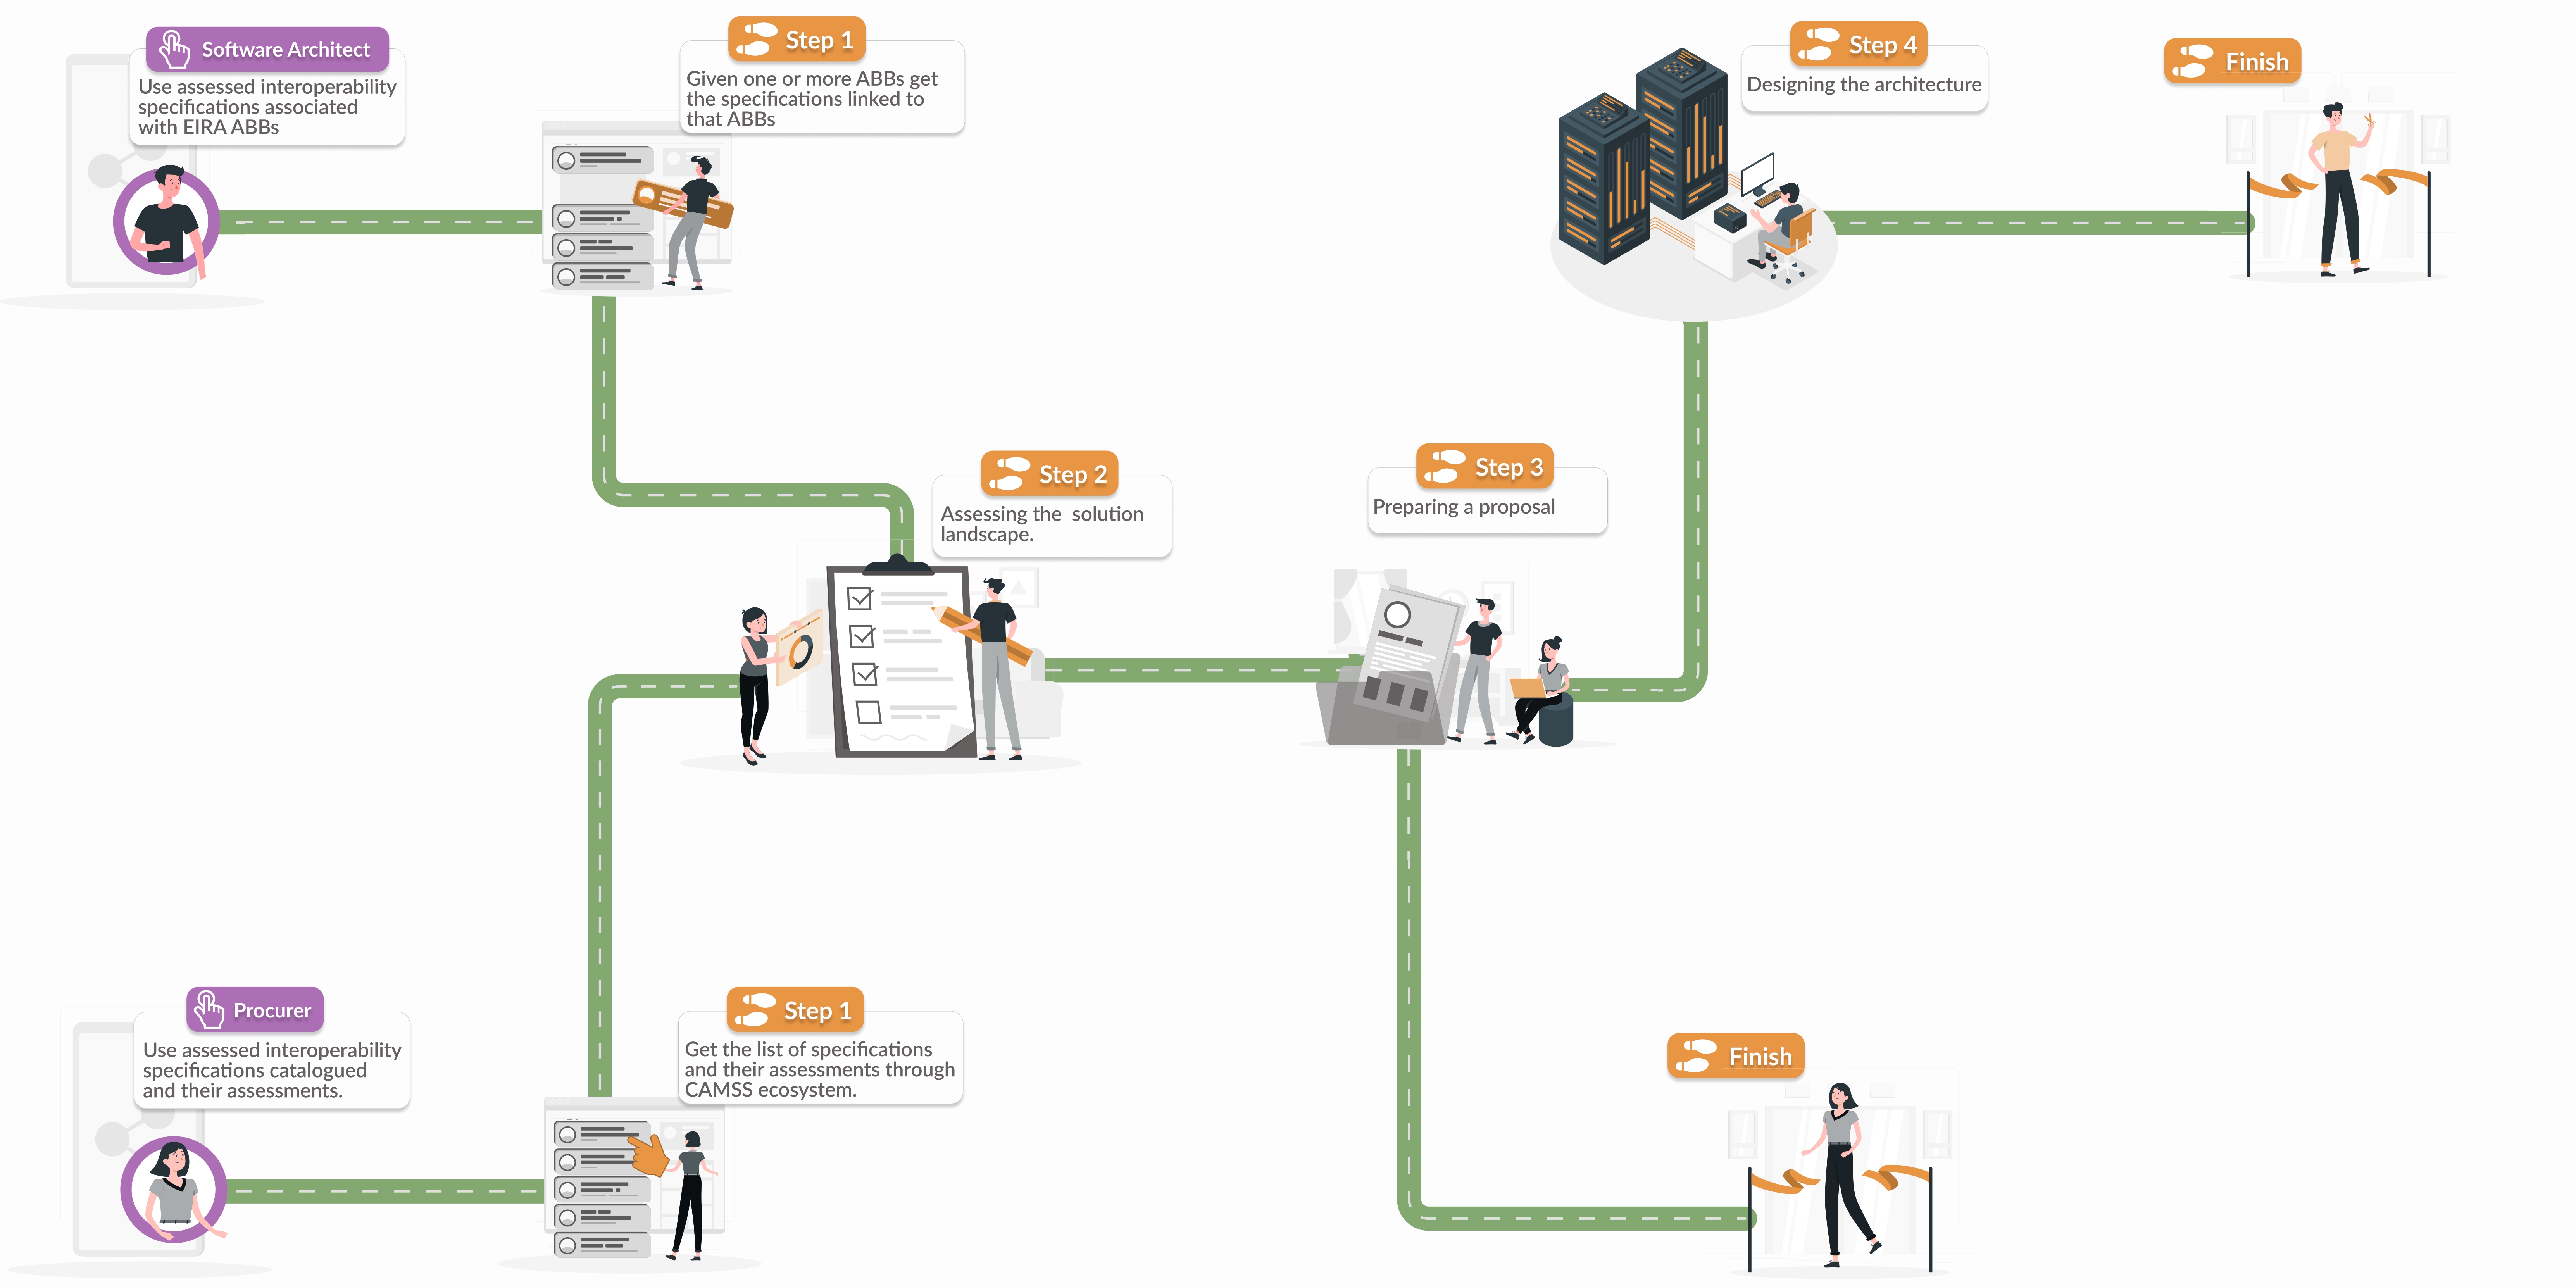 Software Architect
Use assessed interoperability
specifications associated
with EIRA ABBs
Step 1
Given one or more ABBs get
the specifications linked to
that ABBs
Step 4
Designing the architecture
Finish
Step 2
Assessing the  solution
landscape.
Step 3
Preparing a proposal
Procurer
Use assessed interoperability
specifications catalogued
and their assessments.
Step 1
Get the list of specifications
and their assessments through
CAMSS ecosystem.
Finish